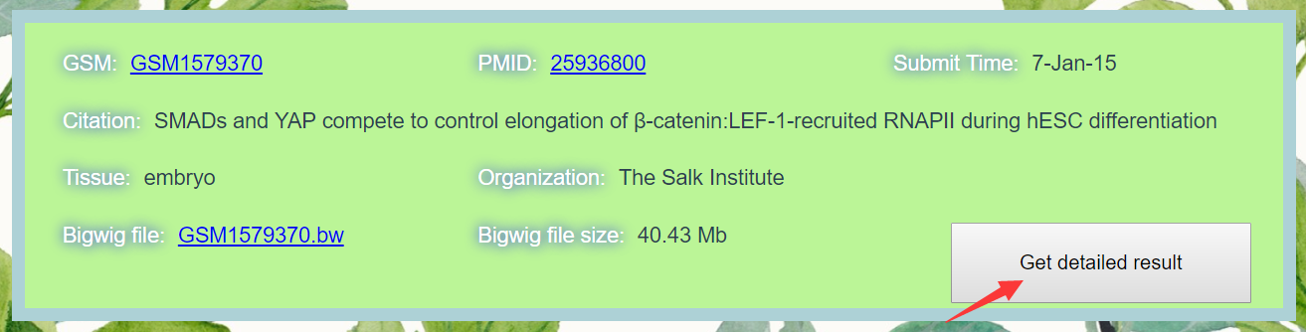 GSM: GSM1579370 PMID: 25936800 Submit Time: 7-Jan-15
Citation: SMADs and YAP compete to control elongation of β-catenin:LEF-1-recruited RNAPII during hESC differentiation
Tissue: embryo Organization: The Salk Institute
Bigwig file: GSM1579370.bw Bigwig file size: 40.43 Mb
Get detailed result